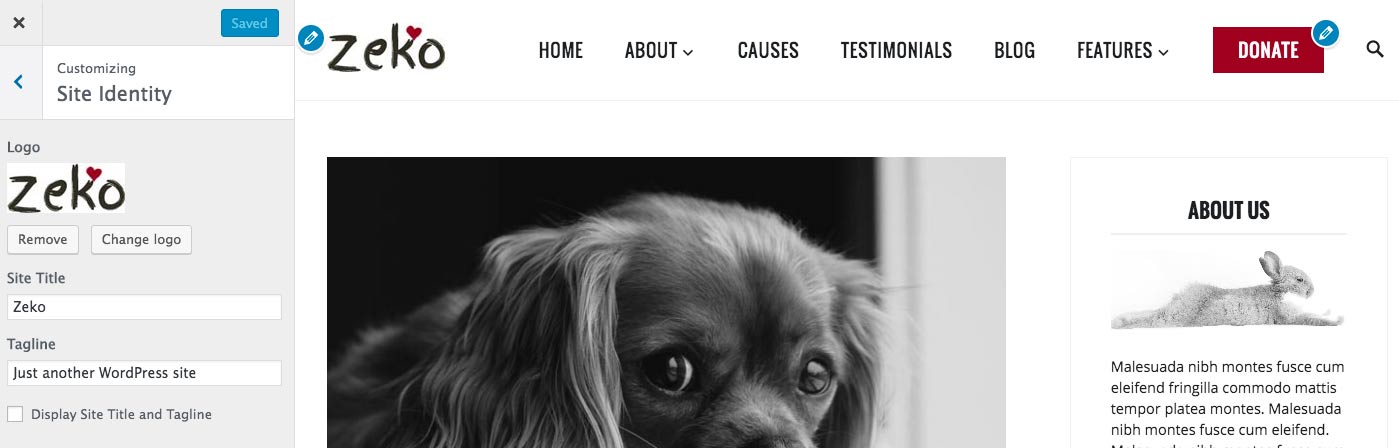 Saved
Customizing
Site Identity
Logo
zeko
Remove Change logo
Site Title
Zeko
Tagline
Just another WordPress site
Display Site Title and Tagline
zeko HOME ABOUT CAUSES TESTIMONIALS BLOG FEATURES DONATE
ABOUT US
Malesuada nibh montes fusce cum
eleifend fringilla commodo mattis
tempor platea montes. Malesuada
nibh montes fusce cum eleifend.